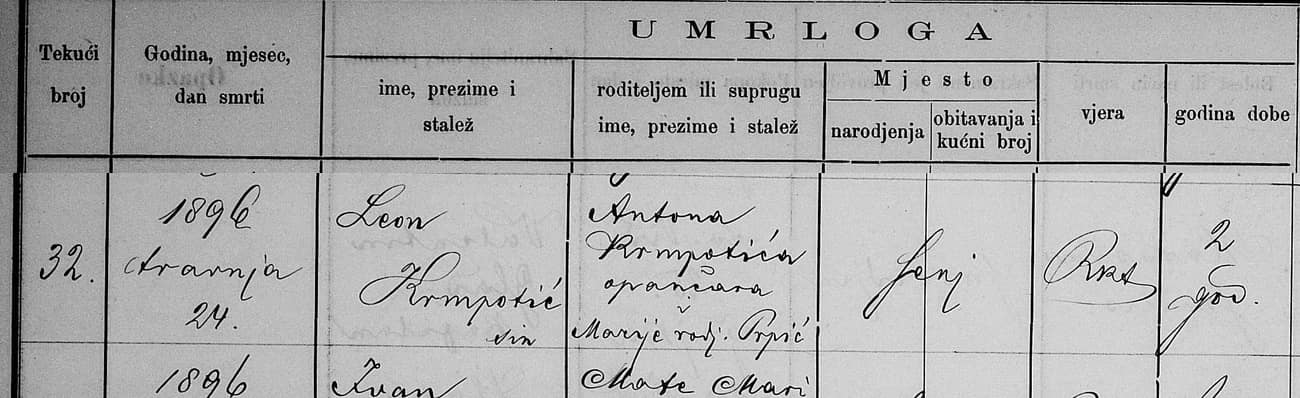 UMRLOGA
Tekući
broj
Godina, mjesec,
dan smrti
ime, prezime i
stalež
roditeljem ili suprugu
ime, prezime i stalež
Mjesto
narodjenja
obitavanja i
kućni broj
vjera
godina dobe
32.
1896
travnja
24.
Leon
Krmpotić
sin
Antona
Krmpotića
opančara
Marije rodj. Prpić
Senj
Rkt
2
god.
1896
Ivan
Mate